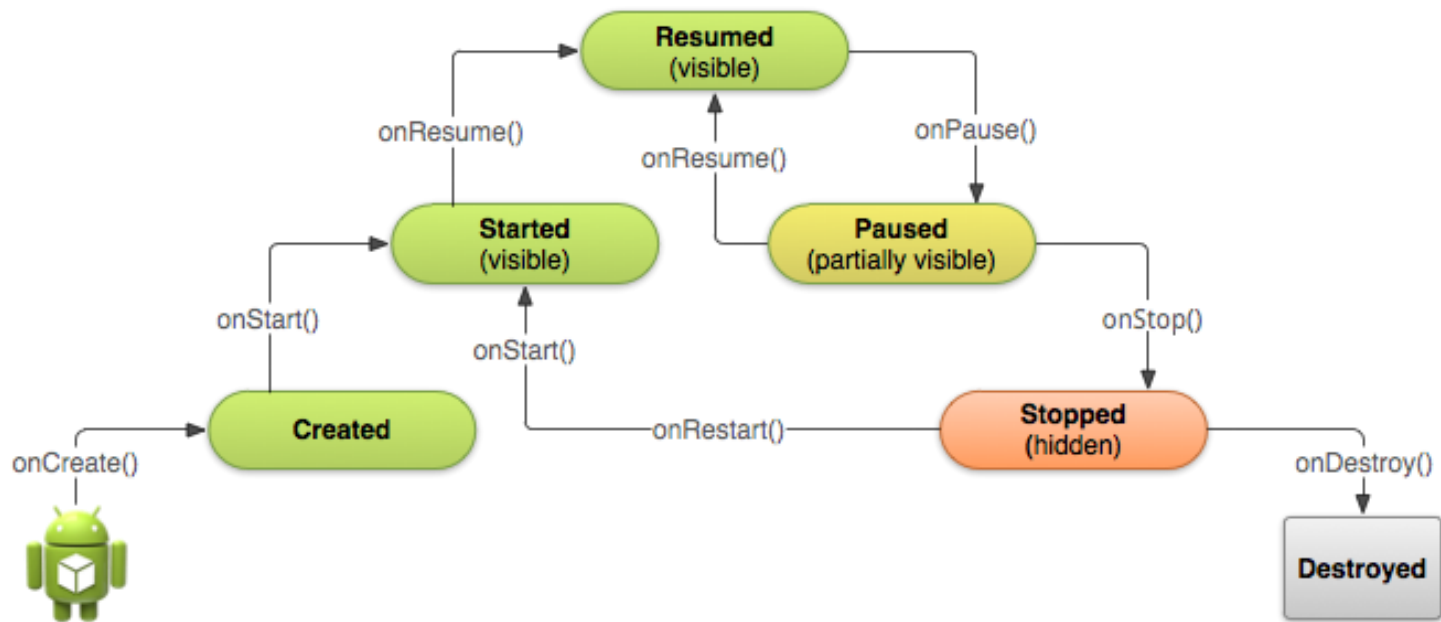 Resumed
(visible)
onResume()
onPause()
onResume()
Started
(visible)
Paused
(partially visible)
onStart()
onStop()
onStart()
Created
onRestart()
Stopped
(hidden)
onCreate()
onDestroy()
Destroyed